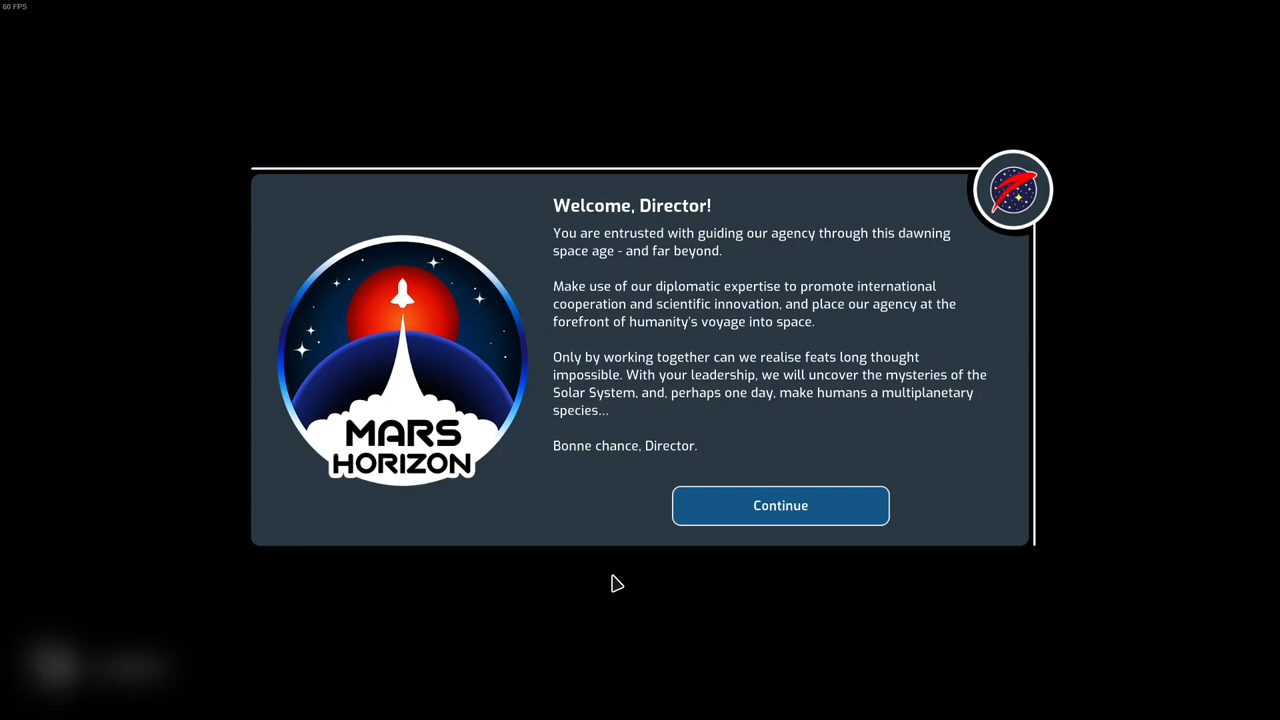 60 FPS
Welcome, Director!
You are entrusted with guiding our agency through this dawning
space age - and far beyond.
Make use of our diplomatic expertise to promote international
cooperation and scientific innovation, and place our agency at the
forefront of humanity's voyage into space.
Only by working together can we realise feats long thought
impossible. With your leadership, we will uncover the mysteries of the
Solar System, and, perhaps one day, make humans a multiplanetary
species...
Bonne chance, Director.
MARS
HORIZON
Continue